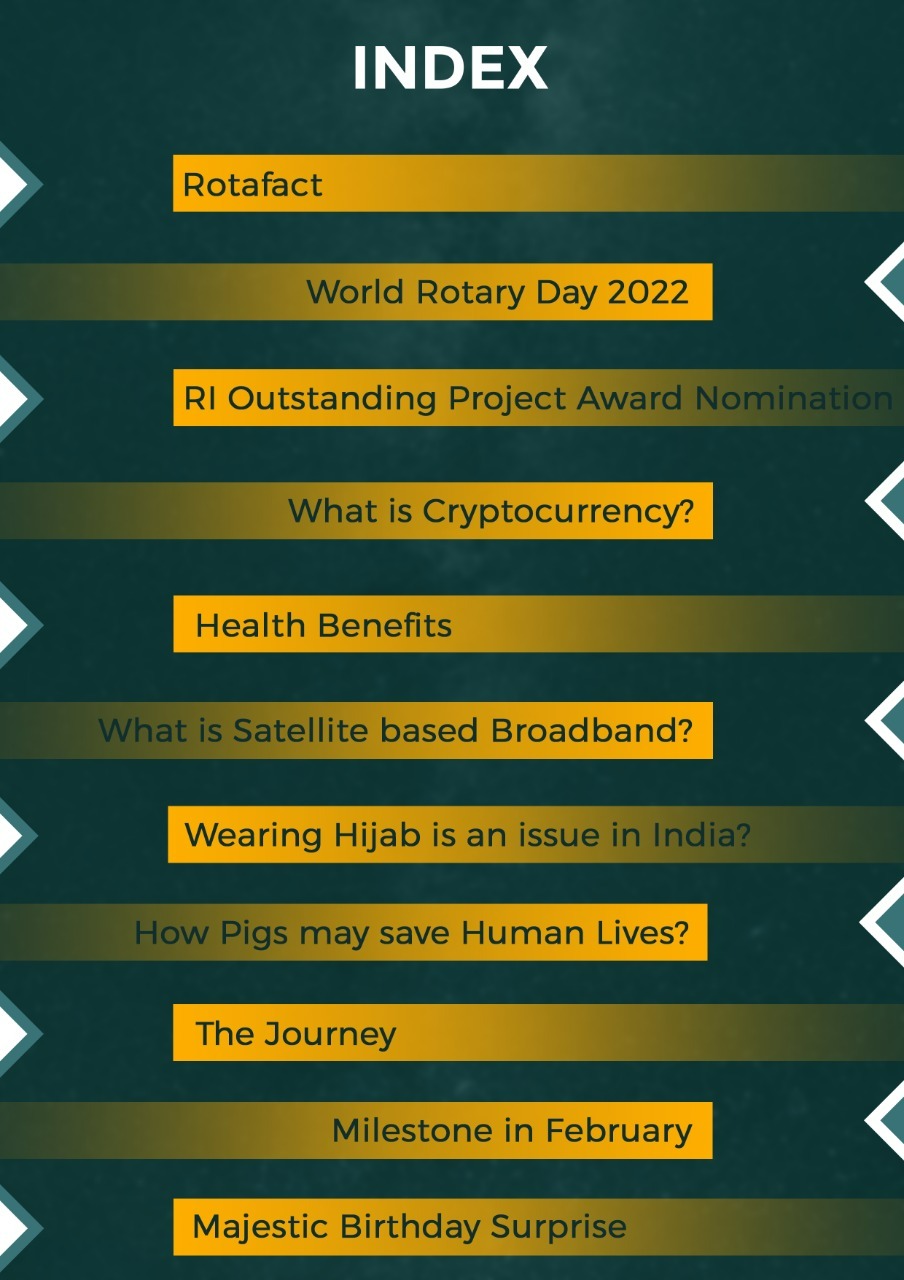 INDEX
Rotafact
World Rotary Day 2022
RI Outstanding Project Award Nomination
What is Cryptocurrency?
Health Benefits
What is Satellite based Broadband?
Wearing Hijab is an issue in India?
How Pigs may save Human Lives?
The Journey
Milestone in February
Majestic Birthday Surprise